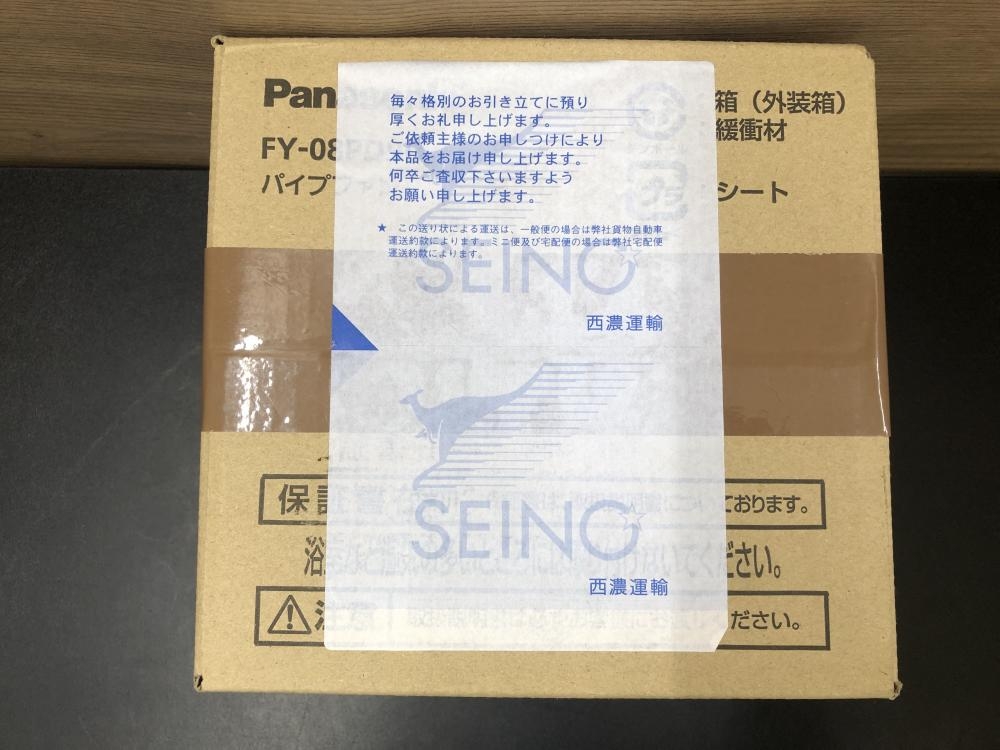 Pan
箱（外装箱）
緩衝材
FY-08PD
パイプファ
シート
毎々格別のお引き立てに預り
厚くお礼申し上げます。
ご依頼主様のお申しつけにより
本品をお届け申し上げます。
何卒ご査収下さいますよう
お願い申し上げます。
★ この送り状による運送は、一般便の場合は弊社貨物自動車
運送約款によります。ミニ便及び宅配便の場合は弊社宅配便
運送約款によります。
SEINO
西濃運輸
SEINO
西濃運輸
保証書
ております。
浴
ください。
注意
ください。